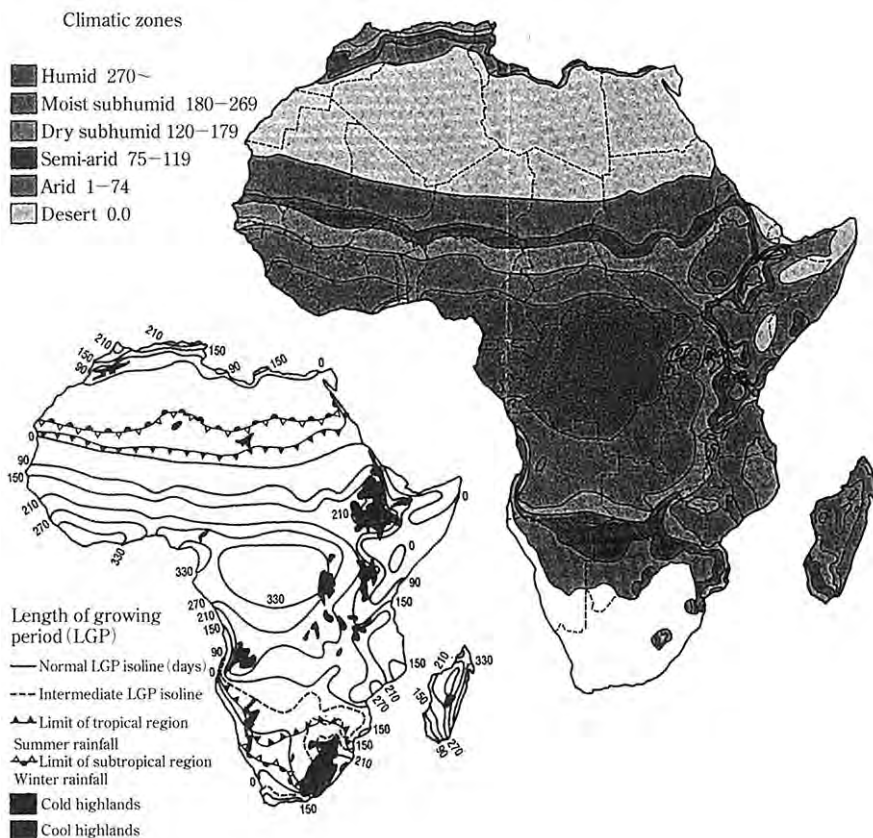 Climatic zones
Humid 270~
Moist subhumid 180−269
Dry subhumid 120−179
Semi-arid 75−119
Arid 1−74
Desert 0.0
210
210
150
150
90
90
150
0
0
90
150
210
270
330
210
0
0
90
150
330
330
270
210
150
90
0
150
210
270
330
210
150
90
270
150
150
210
0
150
Length of growing
period (LGP)
Normal LGP isoline (days)
Intermediate LGP isoline
Limit of tropical region
Summer rainfall
Limit of subtropical region
Winter rainfall
Cold highlands
Cool highlands